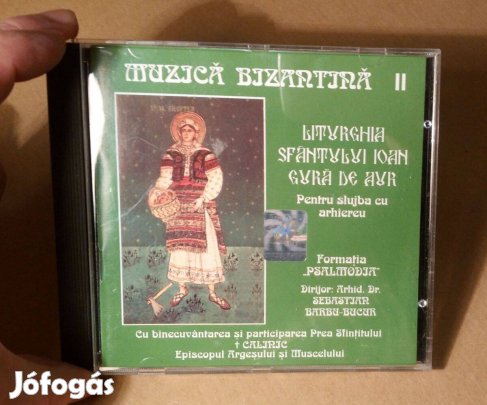 MUZICĂ BIZANTINĂ II
LITURGHIA
SFÂNTULUI IOAN
GURĂ DE AUR
Pentru slujba cu
arhiereu
Formația
„PSALMODIA"
Dirijor: Arhid. Dr.
SEBASTIAN
BARBU-BUCUR
Cu binecuvântarea și participarea Prea Sfințitului
† CALINIC
Episcopul Argeșului și Muscelului
Jófogás